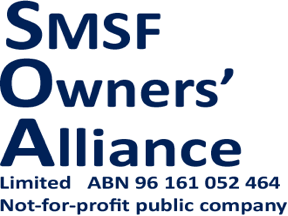 SMSF
Owners’
Alliance
Limited ABN 96 161 052 464
Not-for-profit public company